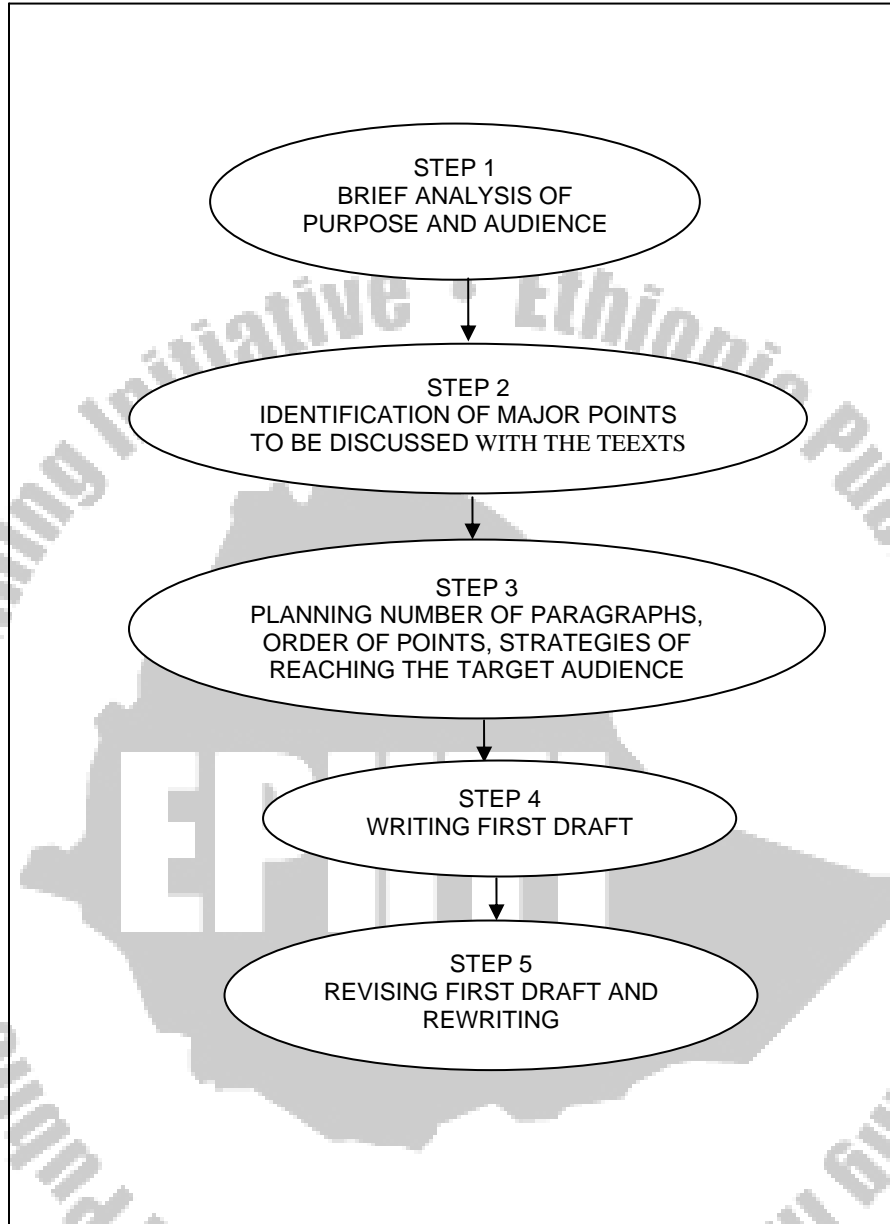 STEP 1
BRIEF ANALYSIS OF
PURPOSE AND AUDIENCE
STEP 2
IDENTIFICATION OF MAJOR POINTS
TO BE DISCUSSED WITH THE TEEXTS
STEP 3
PLANNING NUMBER OF PARAGRAPHS,
ORDER OF POINTS, STRATEGIES OF
REACHING THE TARGET AUDIENCE
STEP 4
WRITING FIRST DRAFT
STEP 5
REVISING FIRST DRAFT AND
REWRITING
Initiative • Ethiopia